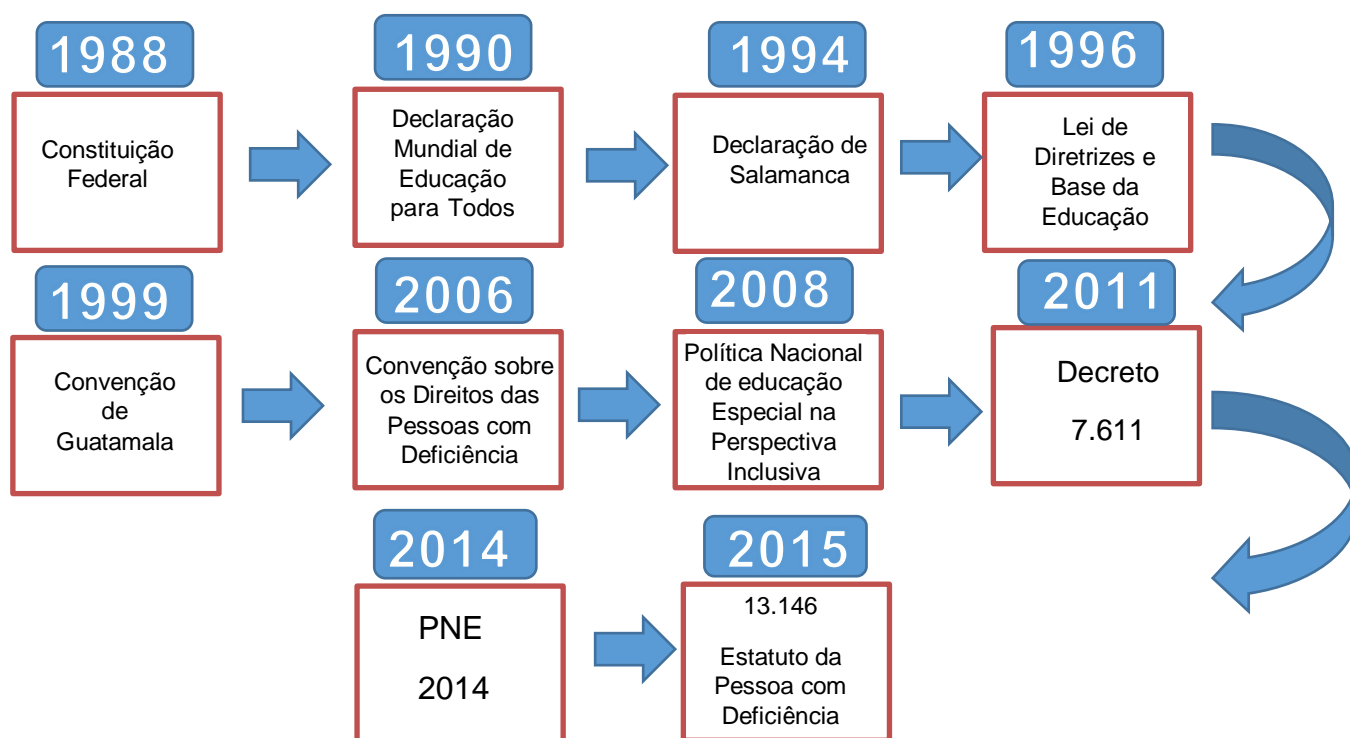 1988
Constituição
Federal
1990
Declaração
Mundial de
Educação
para Todos
1994
Declaração de
Salamanca
1996
Lei de
Diretrizes e
Base da
Educação
1999
Convenção
de
Guatamala
2006
Convenção sobre
os Direitos das
Pessoas com
Deficiência
2008
Política Nacional
de educação
Especial na
Perspectiva
Inclusiva
2011
Decreto
7.611
2014
PNE
2014
2015
13.146
Estatuto da
Pessoa com
Deficiência